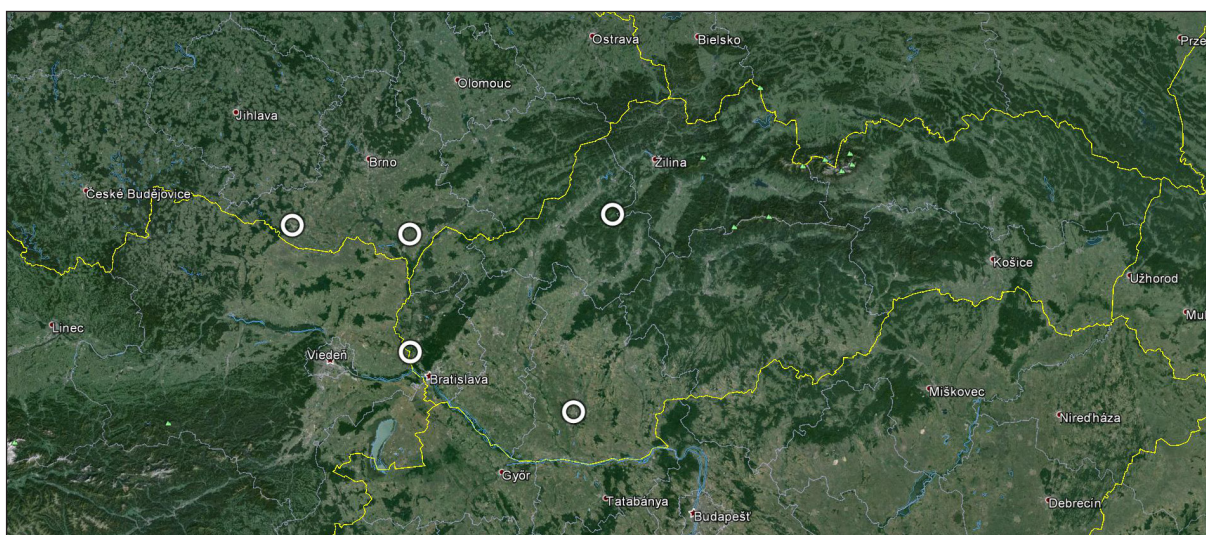 Ostrava
Bielsko
Prze
Olomouc
Jihlava
Brno
Žilina
České Budějovice
Košice
Užhorod
Linec
Mul
Viedeň
Bratislava
Miškovec
Nireďháza
Győr
Tatabánya
Debrecín
Budapešť